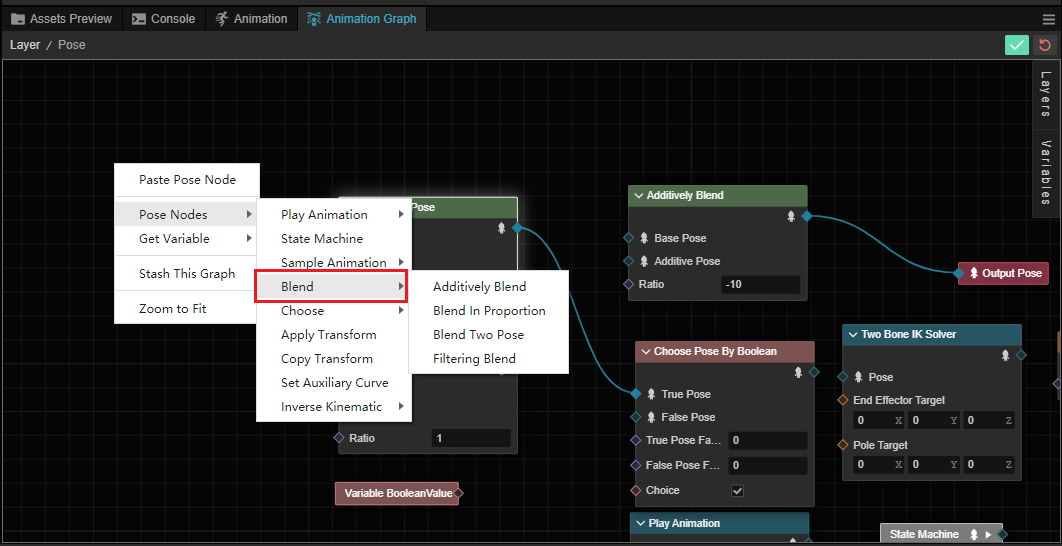 Assets Preview
Console
Animation
Animation Graph
Layer / Pose
Layers
Variables
Paste Pose Node
Pose Nodes
Get Variable
Stash This Graph
Zoom to Fit
Play Animation
State Machine
Sample Animation
Blend
Choose
Apply Transform
Copy Transform
Set Auxiliary Curve
Inverse Kinematic
Additively Blend
Blend In Proportion
Blend Two Pose
Filtering Blend
Pose
Ratio 1
Variable BooleanValue
Additively Blend
Base Pose
Additive Pose
Ratio -10
Output Pose
Choose Pose By Boolean
True Pose
False Pose
True Pose Fa... 0
False Pose F... 0
Choice
Two Bone IK Solver
Pose
End Effector Target
0 X 0 Y 0 Z
Pole Target
0 X 0 Y 0 Z
Play Animation
State Machine